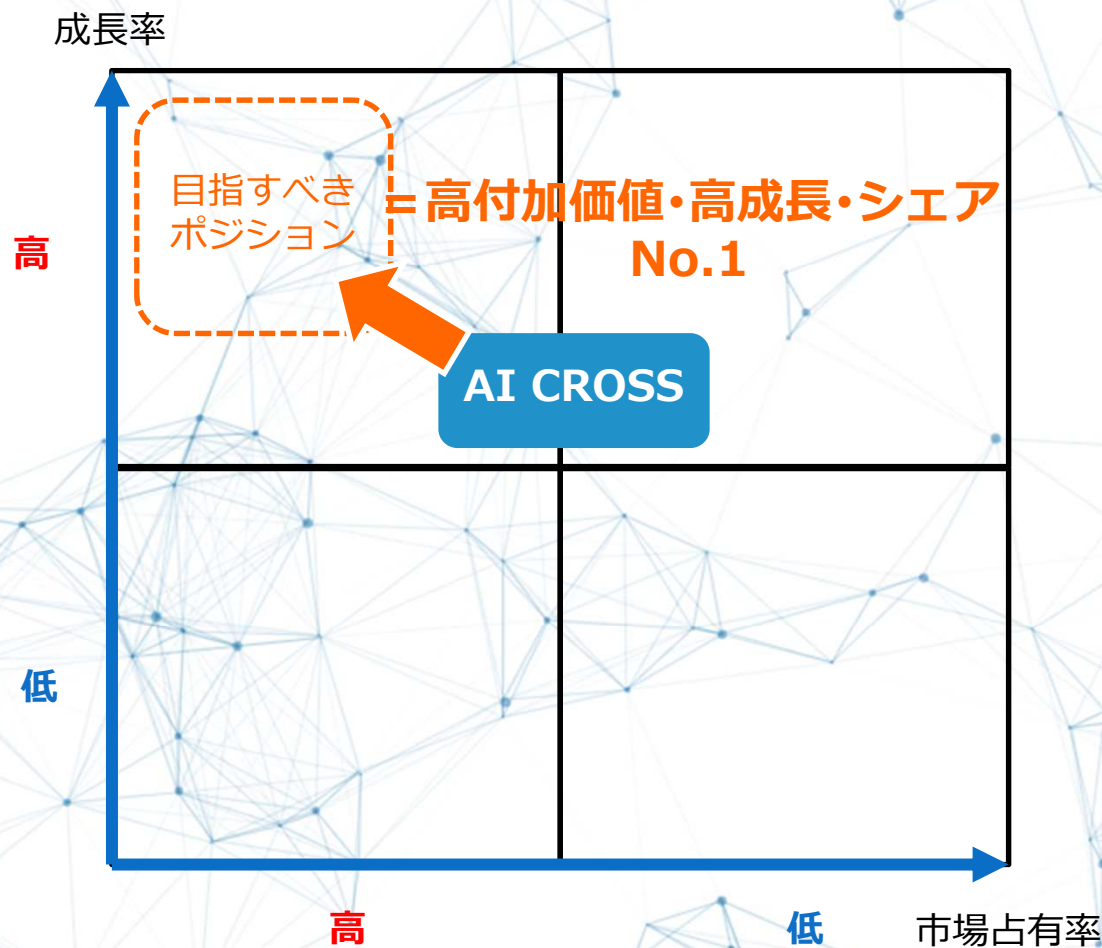 成長率
目指すべき
ポジション
=高付加価値・高成長・シェア
No.1
高
AI CROSS
低
高
低
市場占有率